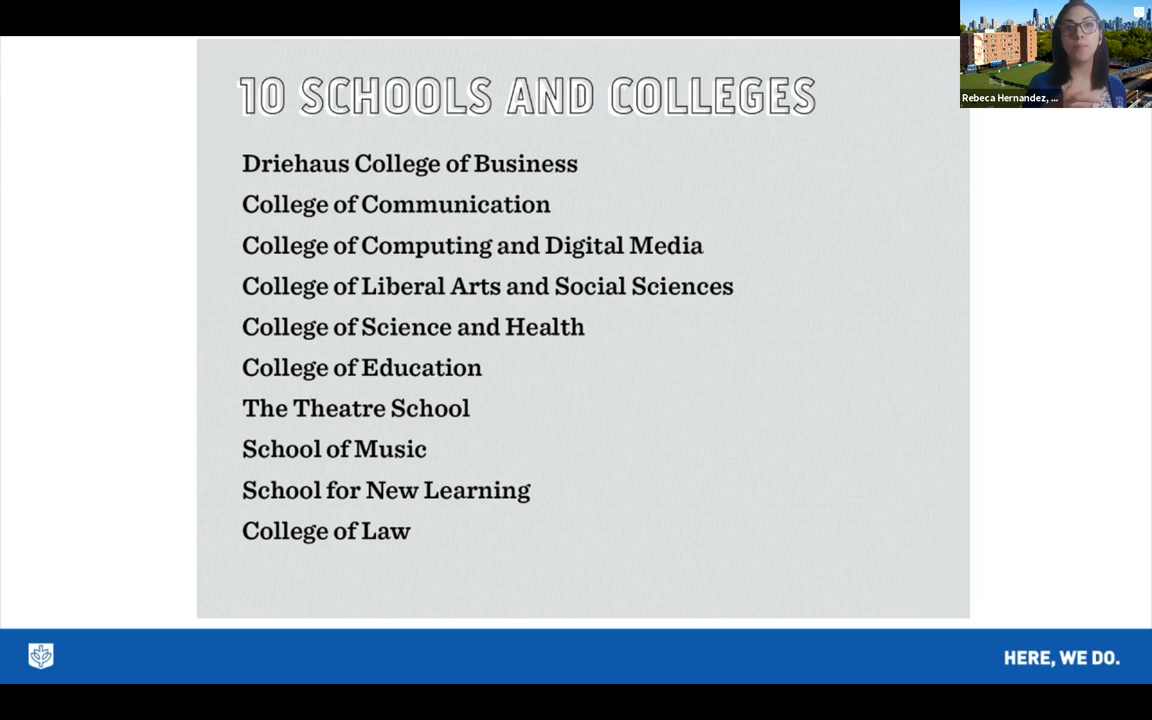 Rebeca Hernandez, ...
10 SCHOOLS AND COLLEGES
Driehaus College of Business
College of Communication
College of Computing and Digital Media
College of Liberal Arts and Social Sciences
College of Science and Health
College of Education
The Theatre School
School of Music
School for New Learning
College of Law
HERE, WE DO.